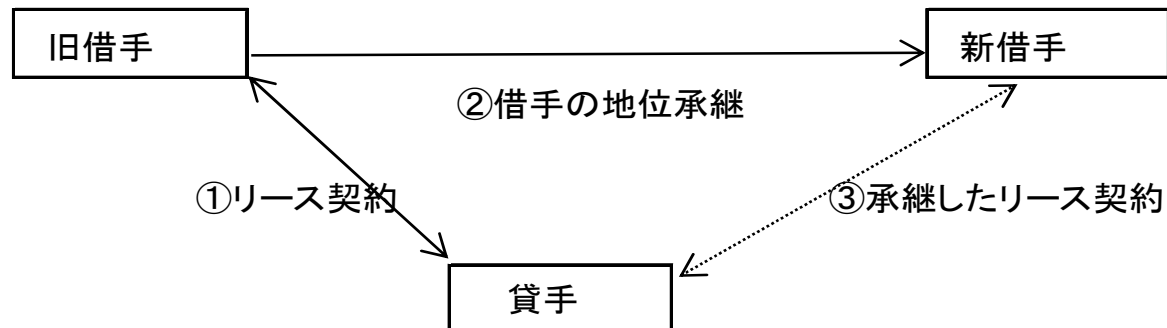 旧借手
新借手
②借手の地位承継
①リース契約
③承継したリース契約
貸手